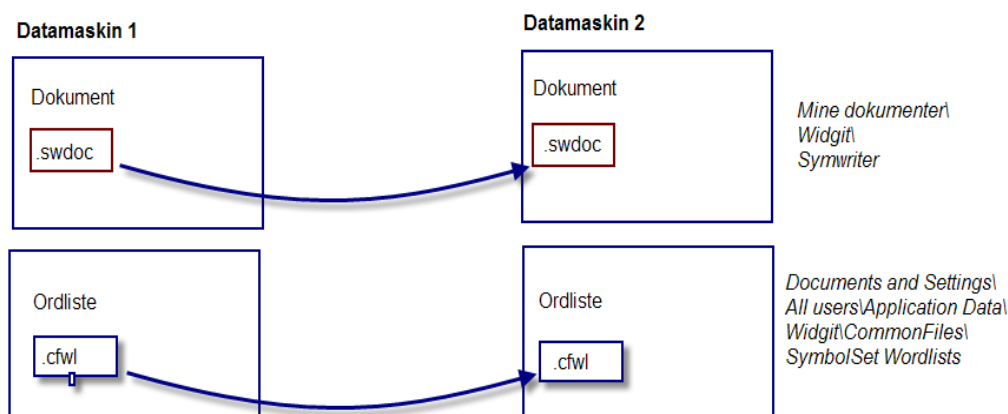 Datamaskin 1
Datamaskin 2
Dokument
.swdoc
Dokument
.swdoc
Mine dokumenter\
Widgit\
Symwriter
Ordliste
.cfwl
Ordliste
.cfwl
Documents and Settings\
All users\Application Data\
Widgit\CommonFiles\
SymbolSet Wordlists